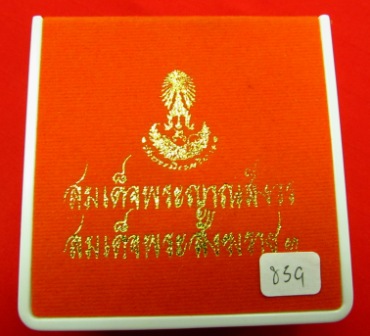 สมเด็จพระญาณสังวร
สมเด็จพระสังฆราช ๓
859